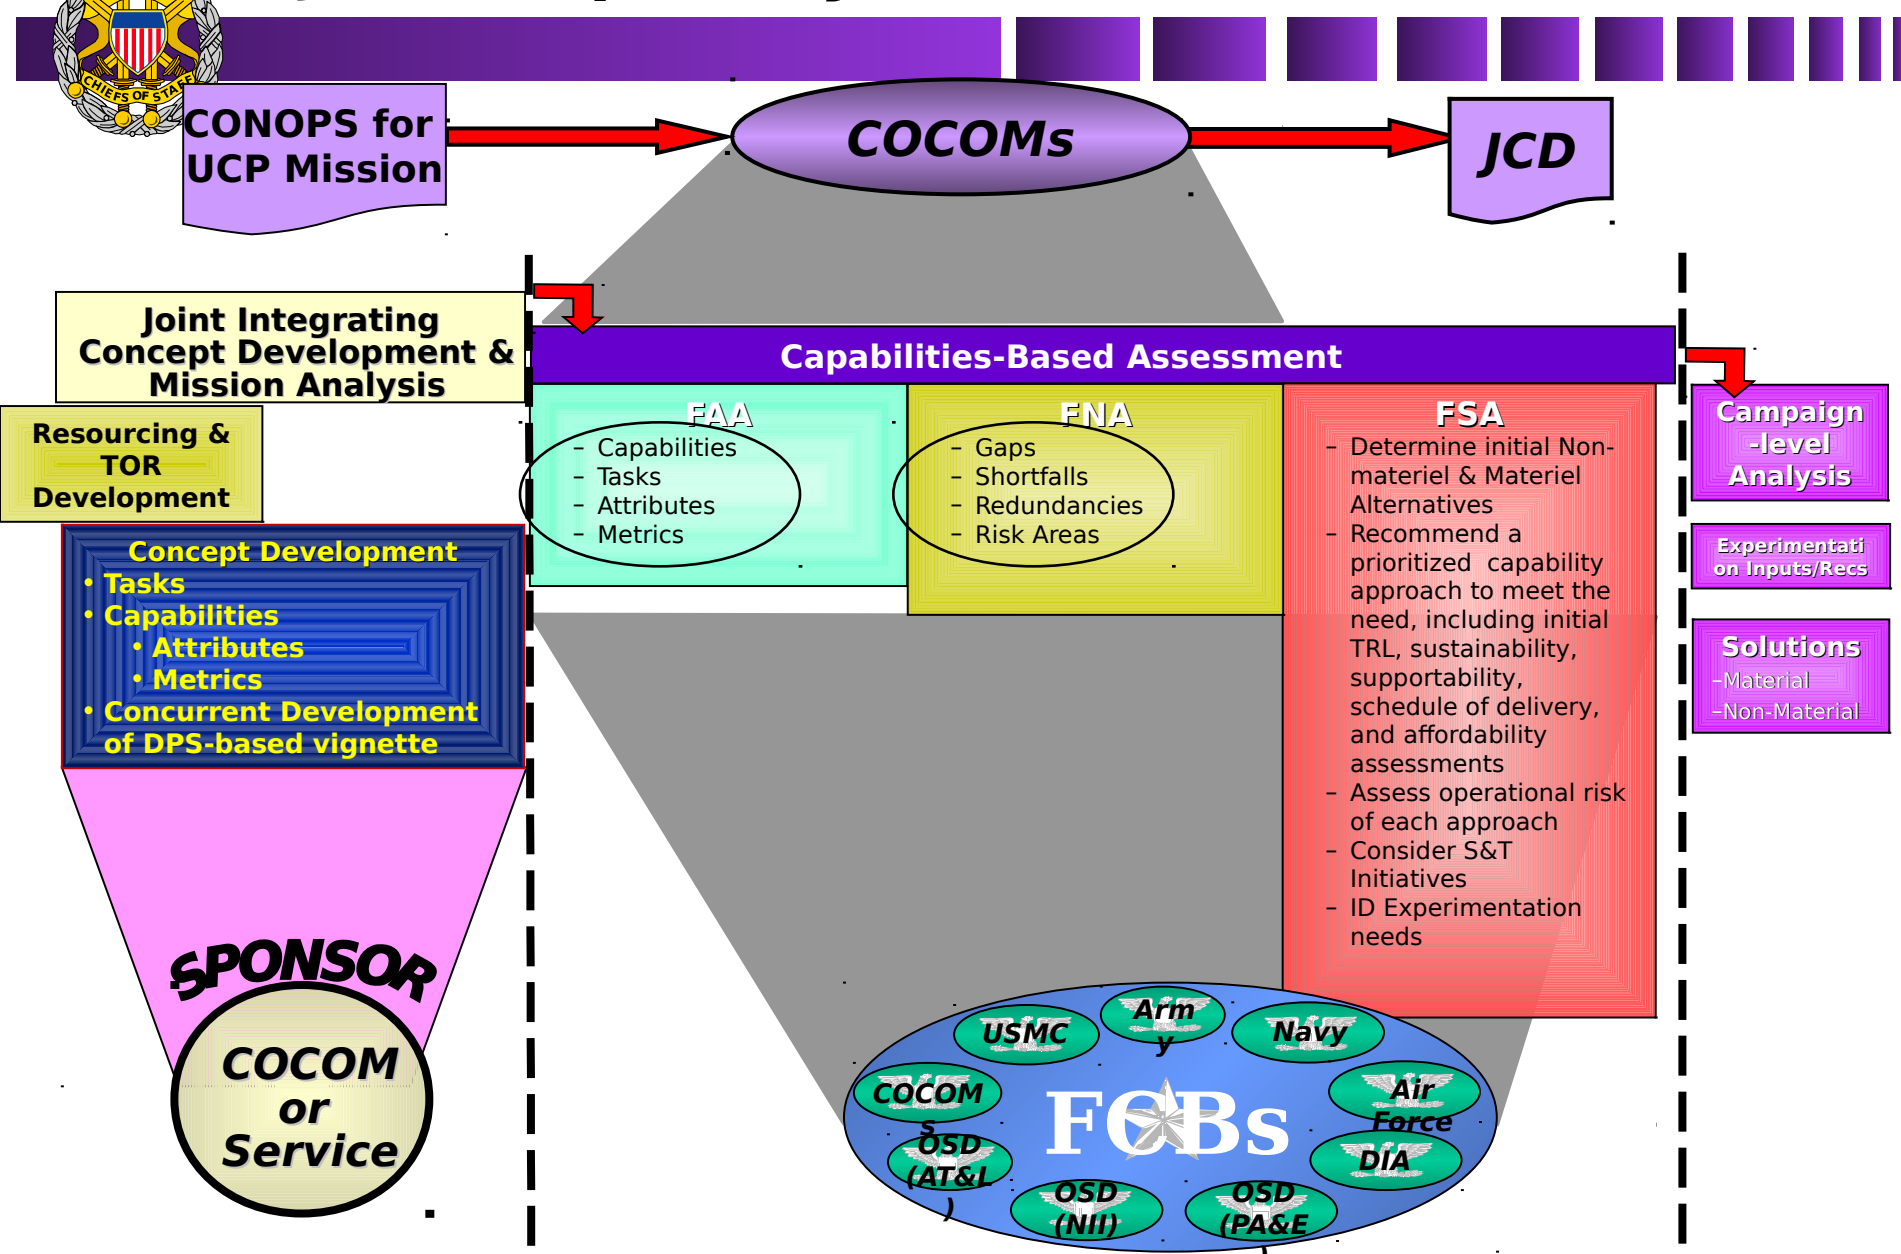 CHIEFS OF STAFF
CONOPS for
UCP Mission
COCOMs
JCD
Joint Integrating
Concept Development &
Mission Analysis
Capabilities-Based Assessment
Resourcing &
TOR
Development
FAA
– Capabilities
– Tasks
– Attributes
– Metrics
FNA
– Gaps
– Shortfalls
– Redundancies
– Risk Areas
FSA
– Determine initial Non-
materiel & Materiel
Alternatives
– Recommend a
prioritized capability
approach to meet the
need, including initial
TRL, sustainability,
supportability,
schedule of delivery,
and affordability
assessments
– Assess operational risk
of each approach
– Consider S&T
Initiatives
– ID Experimentation
needs
Campaign
-level
Analysis
Experimentati
on Inputs/Recs
Solutions
–Material
–Non-Material
Concept Development
• Tasks
• Capabilities
• Attributes
• Metrics
• Concurrent Development
of DPS-based vignette
SPONSOR
COCOM
or
Service
FCBs
Arm
y
USMC
Navy
COCOM
s
Air
Force
OSD
(AT&L
)
DIA
OSD
(NII)
OSD
(PA&E
)